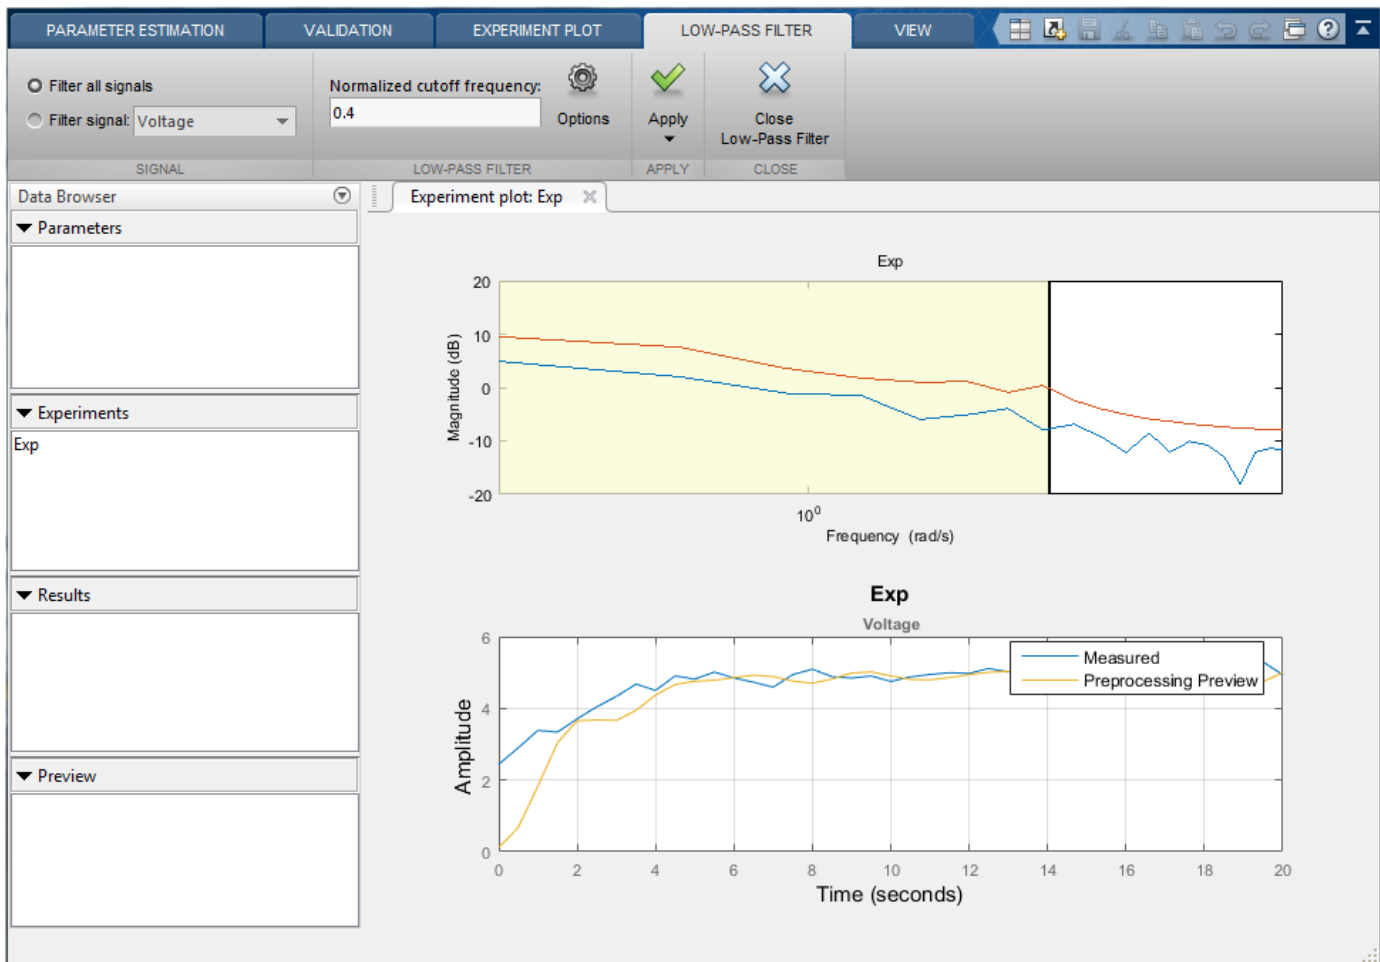 PARAMETER ESTIMATION VALIDATION EXPERIMENT PLOT LOW-PASS FILTER VIEW
Filter all signals
Filter signal: Voltage
SIGNAL
Normalized cutoff frequency:
0.4
Options
LOW-PASS FILTER
Apply
APPLY
Close
Low-Pass Filter
CLOSE
Data Browser
Parameters
Experiments
Exp
Results
Preview
Experiment plot: Exp
Exp
20
10
0
-10
-20
Magnitude (dB)
10⁰
Frequency (rad/s)
Exp
Voltage
6
4
2
0
Amplitude
Measured
Preprocessing Preview
0 2 4 6 8 10 12 14 16 18 20
Time (seconds)